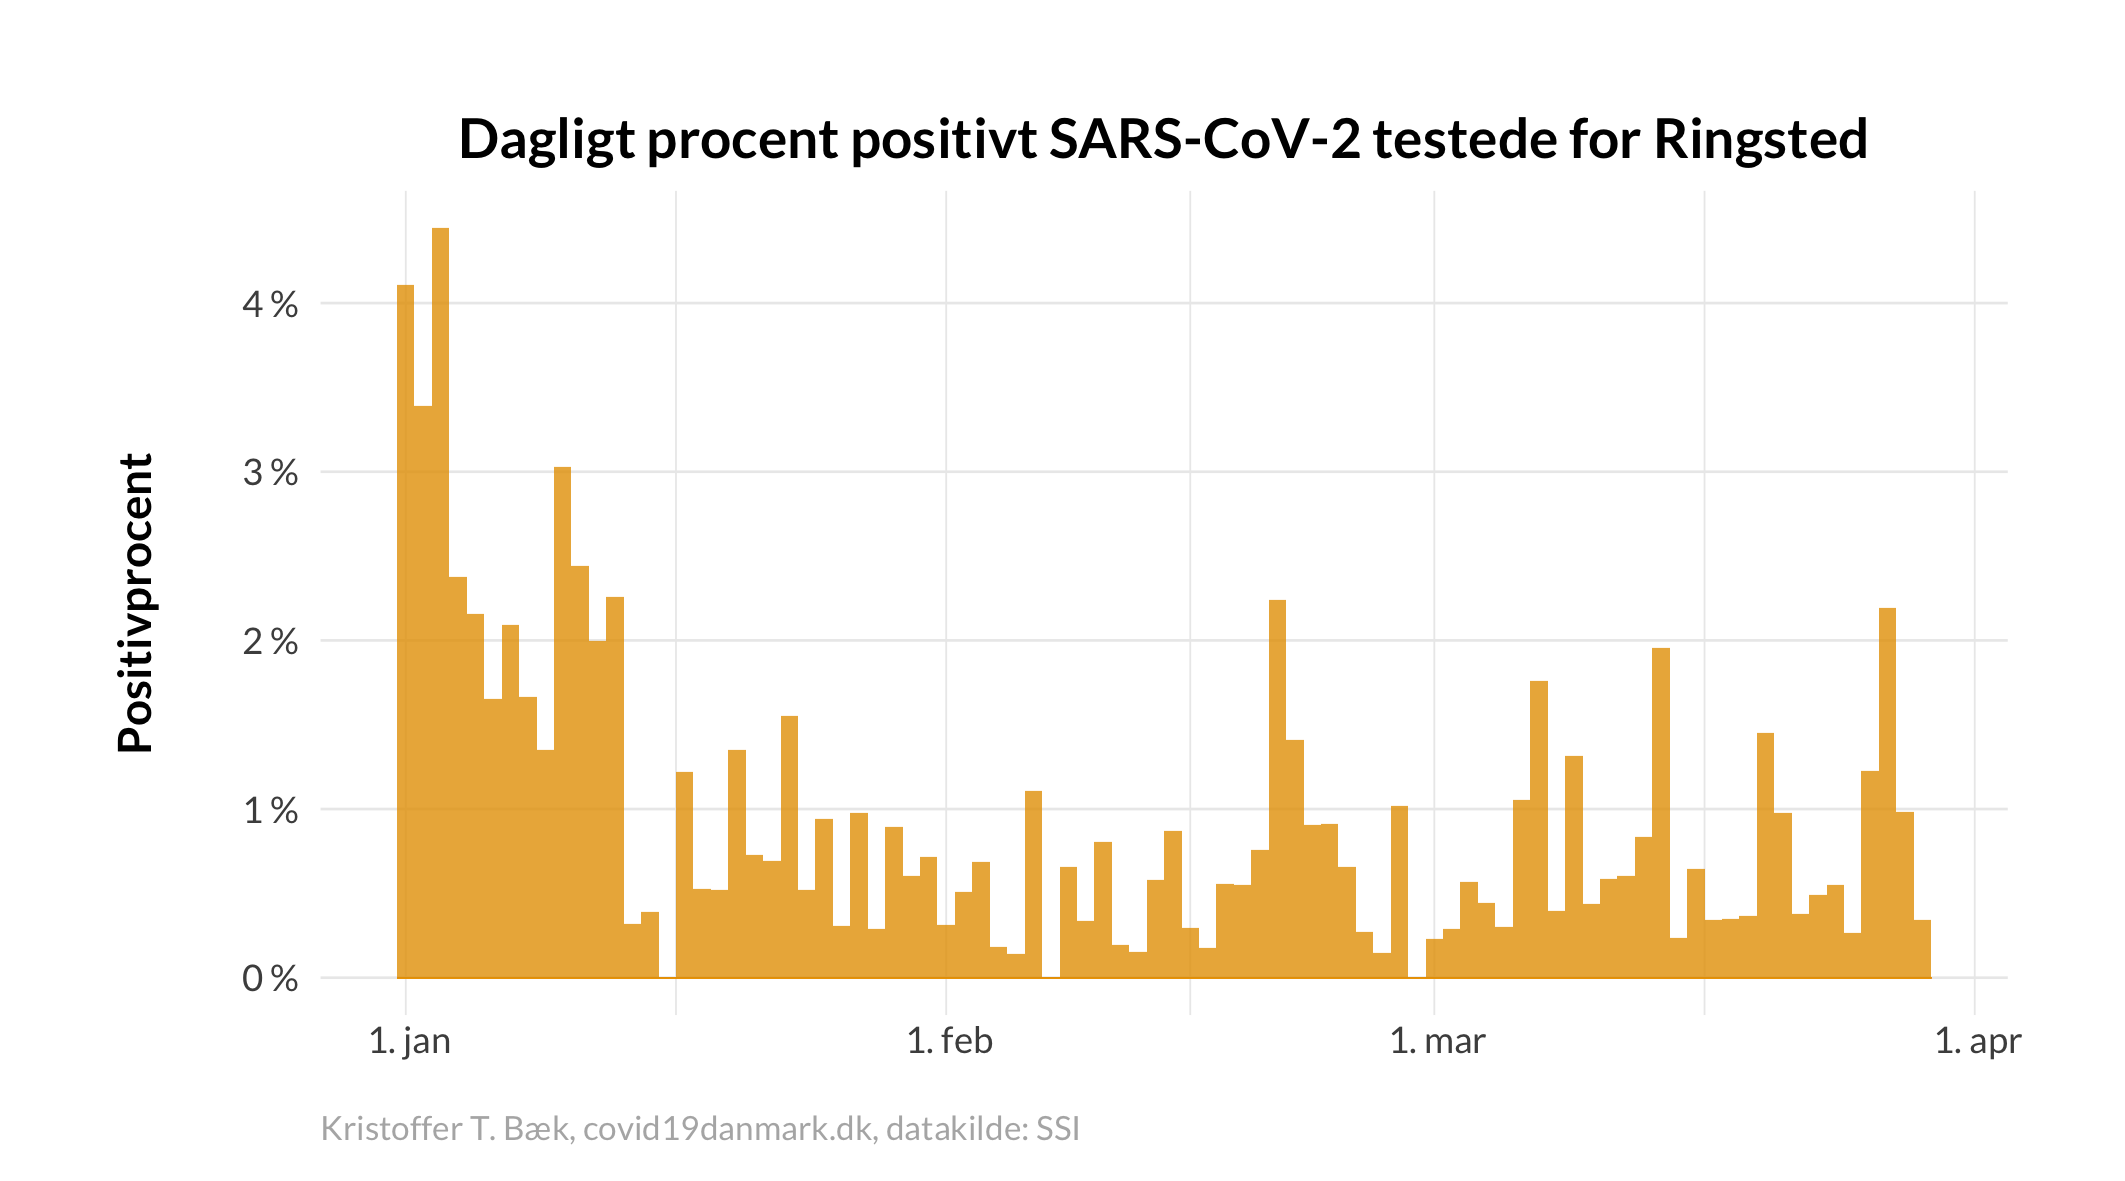 Dagligt procent positivt SARS-CoV-2 testede for Ringsted
Positivprocent
4 %
3 %
2 %
1 %
0 %
1. jan
1. feb
1. mar
1. apr
Kristoffer T. Bæk, covid19danmark.dk, datakilde: SSI